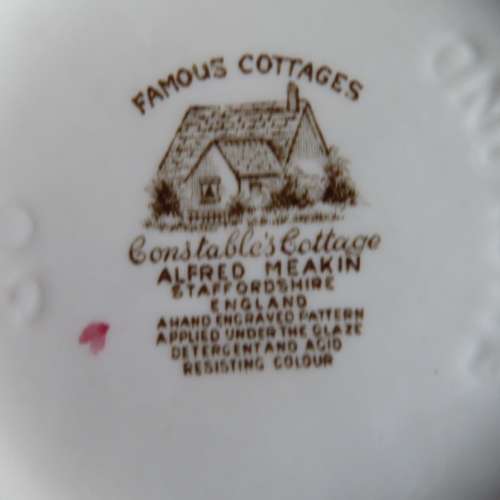 FAMOUS COTTAGES
Constable's Cottage
ALFRED MEAKIN
STAFFORDSHIRE
ENGLAND
A HAND ENGRAVED PATTERN
APPLIED UNDER THE GLAZE
DETERGENT AND ACID
RESISTING COLOUR